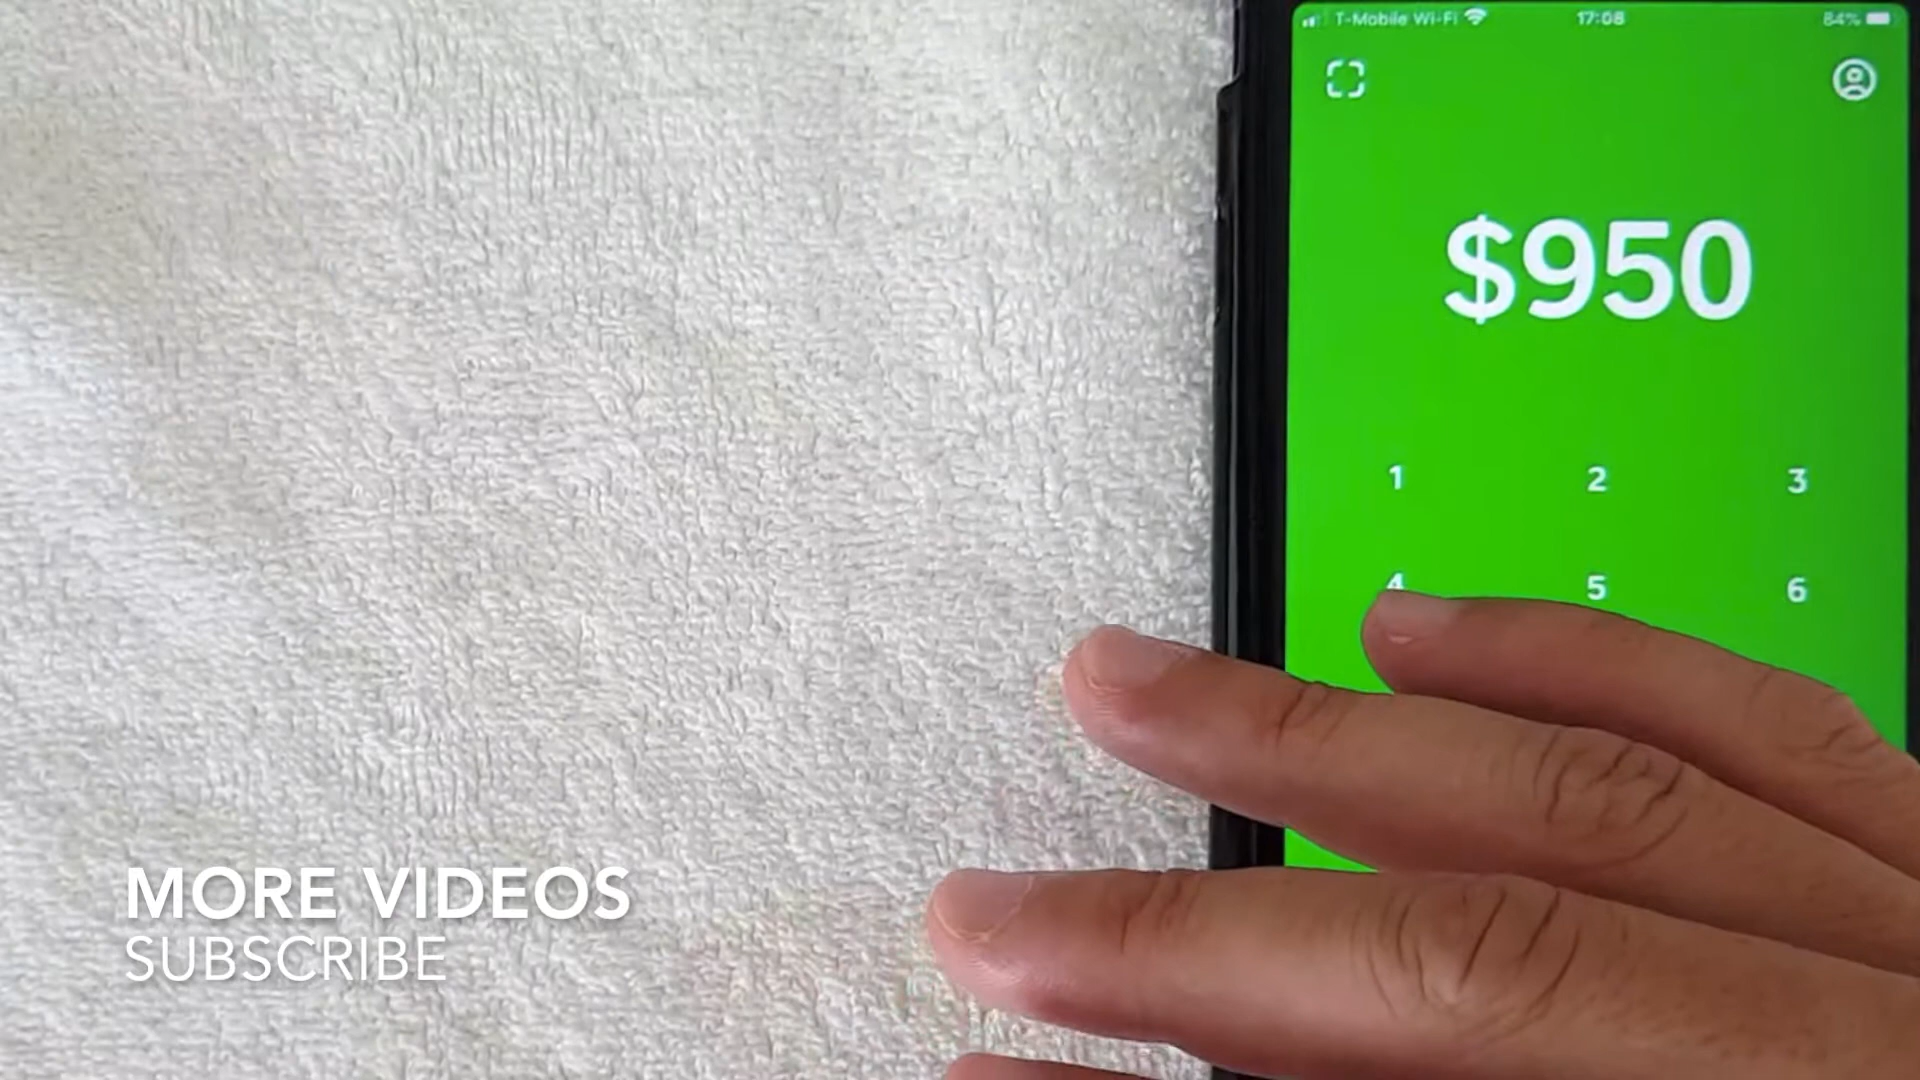 T-Mobile Wi-Fi 17:08 84%
$950
1 2 3
4 5 6
MORE VIDEOS
SUBSCRIBE